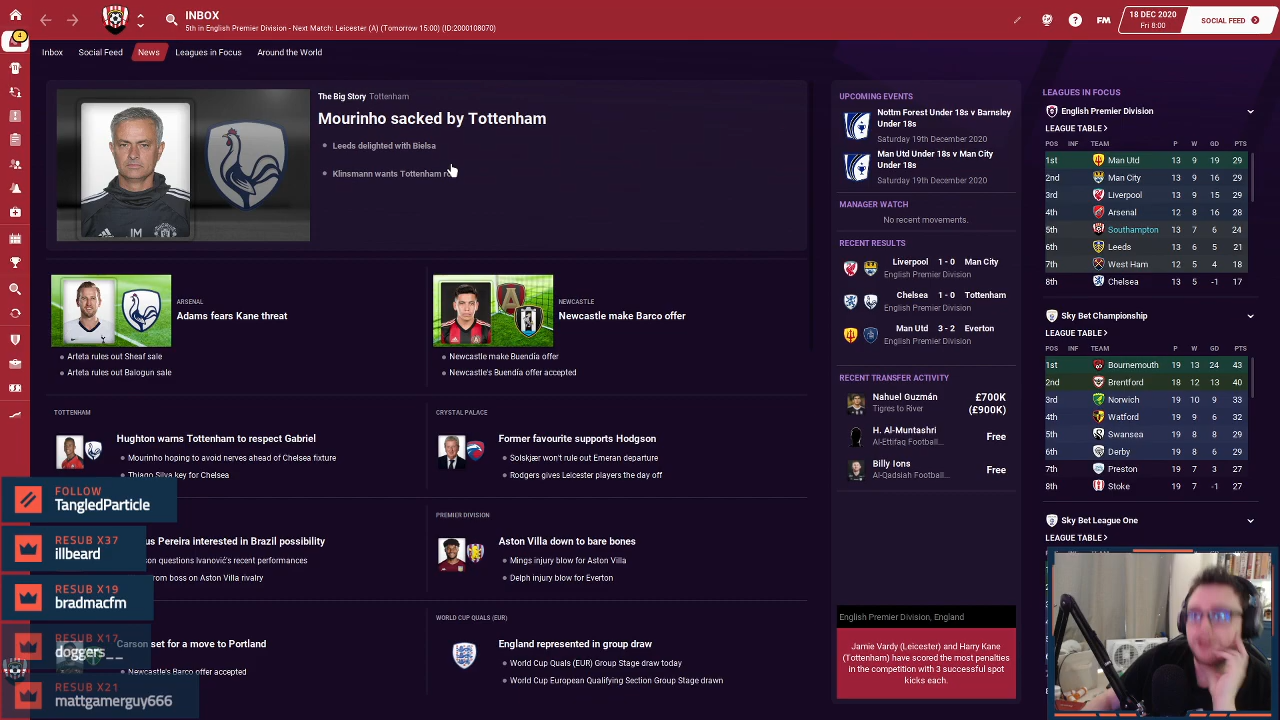 INBOX
5th in English Premier Division - Next Match: Leicester (A) (Tomorrow 15:00) (ID:2000108070)
FM
18 DEC 2020
Fri 8:00
SOCIAL FEED
4
Inbox Social Feed News Leagues in Focus Around the World
The Big Story Tottenham
Mourinho sacked by Tottenham
Leeds delighted with Bielsa
Klinsmann wants Tottenham
JM
ARSENAL
Adams fears Kane threat
Arteta rules out Sheaf sale
Arteta rules out Balogun sale
NEWCASTLE
Newcastle make Barco offer
Newcastle make Buendía offer
Newcastle's Buendía offer accepted
TOTTENHAM
Hughton warns Tottenham to respect Gabriel
Mourinho hoping to avoid nerves ahead of Chelsea fixture
Thiago Silva key for Chelsea
CRYSTAL PALACE
Former favourite supports Hodgson
Solskjær won't rule out Emeran departure
Rodgers gives Leicester players the day off
us Pereira interested in Brazil possibility
on questions Ivanović's recent performances
from boss on Aston Villa rivalry
PREMIER DIVISION
Aston Villa down to bare bones
Mings injury blow for Aston Villa
Delph injury blow for Everton
Carson set for a move to Portland
Newcastle's Barco offer accepted
WORLD CUP QUALS (EUR)
England represented in group draw
World Cup Quals (EUR) Group Stage draw today
World Cup European Qualifying Section Group Stage drawn
FOLLOW
TangledParticle
RESUB X37
illbeard
RESUB X19
bradmacfm
RESUB X17
doggers__
RESUB X21
mattgamerguy666
UPCOMING EVENTS
Nottm Forest Under 18s v Barnsley
Under 18s
Saturday 19th December 2020
Man Utd Under 18s v Man City
Under 18s
Saturday 19th December 2020
MANAGER WATCH
No recent movements.
RECENT RESULTS
Liverpool 1 - 0 Man City
English Premier Division
Chelsea 1 - 0 Tottenham
English Premier Division
Man Utd 3 - 2 Everton
English Premier Division
RECENT TRANSFER ACTIVITY
Nahuel Guzmán £700K
Tigres to River (£900K)
H. Al-Muntashri Free
Al-Ettifaq Football...
Billy Ions Free
Al-Qadsiah Football...
English Premier Division, England
Jamie Vardy (Leicester) and Harry Kane
(Tottenham) have scored the most penalties
in the competition with 3 successful spot
kicks each.
LEAGUES IN FOCUS
English Premier Division
LEAGUE TABLE >
POS INF TEAM P W GD PTS
1st Man Utd 13 9 19 29
2nd Man City 13 9 16 29
3rd Liverpool 13 9 15 29
4th Arsenal 12 8 16 28
5th Southampton 13 7 6 24
6th Leeds 13 6 5 21
7th West Ham 12 5 4 18
8th Chelsea 13 5 -1 17
Sky Bet Championship
LEAGUE TABLE >
POS INF TEAM P W GD PTS
1st Bournemouth 19 13 24 43
2nd Brentford 18 12 13 40
3rd Norwich 19 10 9 33
4th Watford 19 9 6 32
5th Swansea 19 8 8 29
6th Derby 19 8 6 29
7th Preston 19 7 3 27
8th Stoke 19 7 -1 27
Sky Bet League One
LEAGUE TABLE >